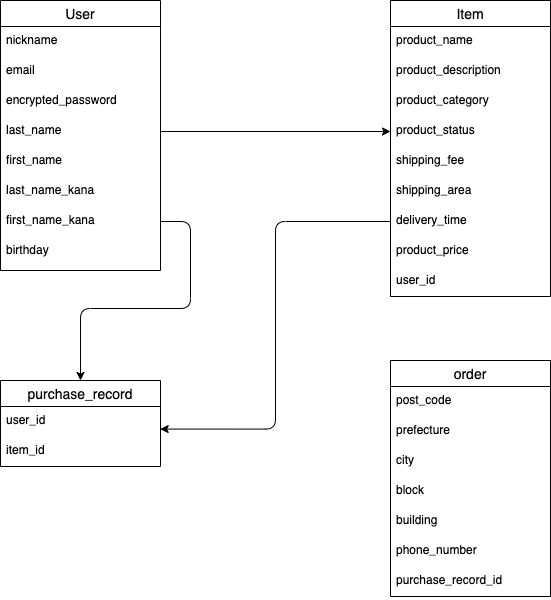 User
nickname
email
encrypted_password
last_name
first_name
last_name_kana
first_name_kana
birthday
Item
product_name
product_description
product_category
product_status
shipping_fee
shipping_area
delivery_time
product_price
user_id
purchase_record
user_id
item_id
order
post_code
prefecture
city
block
building
phone_number
purchase_record_id